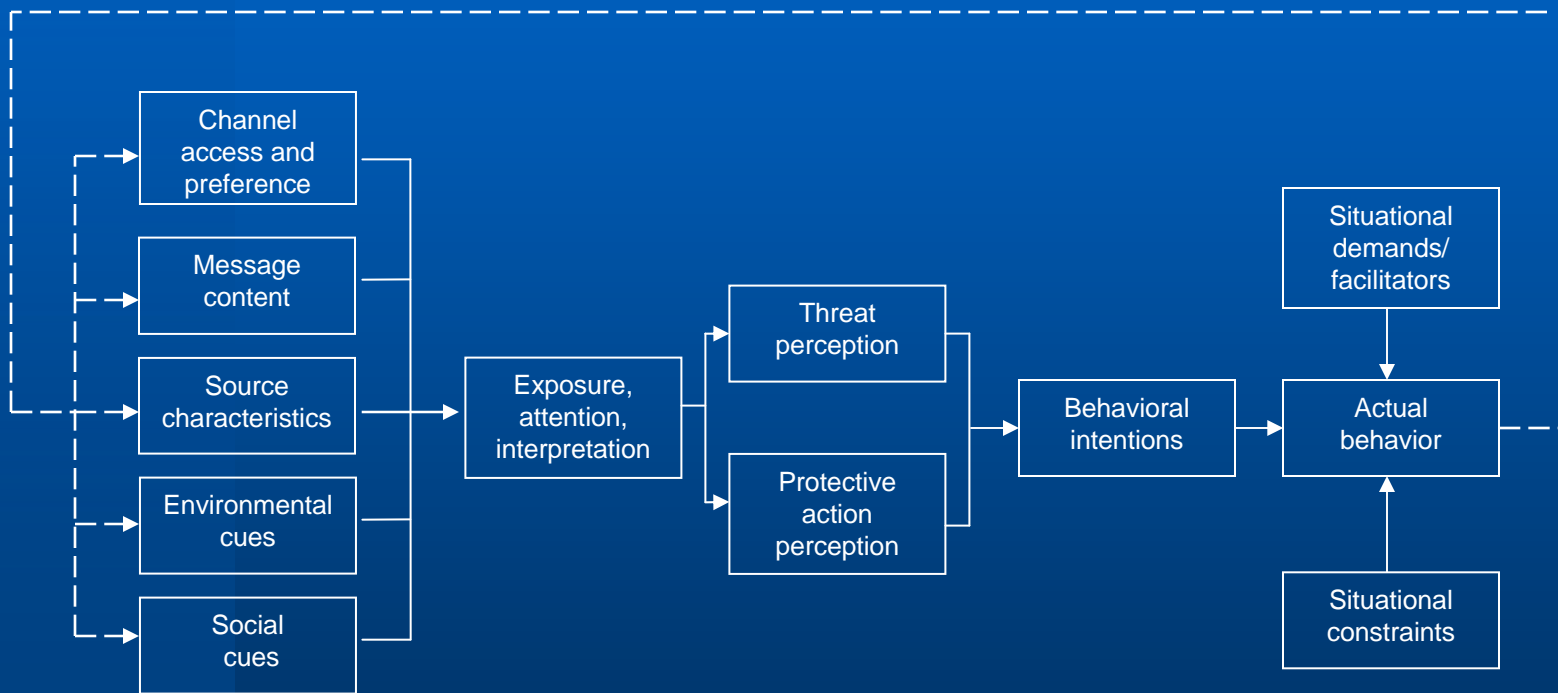 Channel
access and
preference
Message
content
Source
characteristics
Environmental
cues
Social
cues
Exposure,
attention,
interpretation
Threat
perception
Protective
action
perception
Behavioral
intentions
Situational
demands/
facilitators
Actual
behavior
Situational
constraints